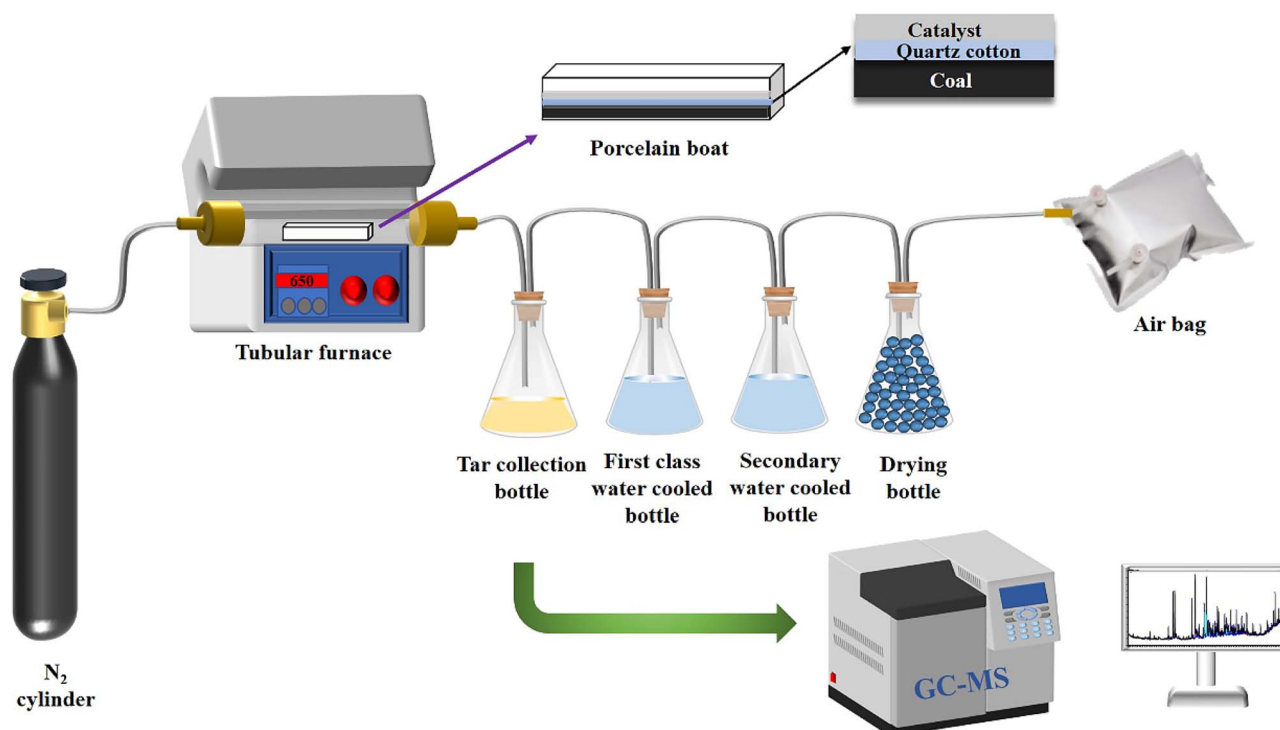 Catalyst
Quartz cotton
Coal
Porcelain boat
650
Tubular furnace
Air bag
Tar collection
bottle
First class
water cooled
bottle
Secondary
water cooled
bottle
Drying
bottle
N₂
cylinder
GC-MS